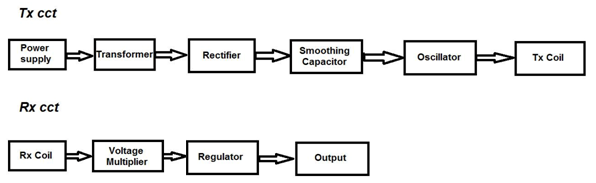 Tx cct
Power
supply
Transformer
Rectifier
Smoothing
Capacitor
Oscillator
Tx Coil
Rx cct
Rx Coil
Voltage
Multiplier
Regulator
Output